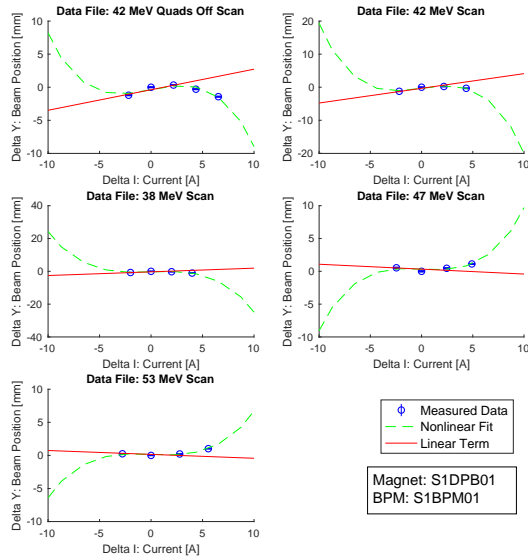 Data File: 42 MeV Quads Off Scan
Delta Y: Beam Position [mm]
10
5
0
-5
-10
-10
-5
0
5
10
Delta I: Current [A]
Data File: 42 MeV Scan
Delta Y: Beam Position [mm]
20
10
0
-10
-20
-10
-5
0
5
10
Delta I: Current [A]
Data File: 38 MeV Scan
Delta Y: Beam Position [mm]
40
20
0
-20
-40
-10
-5
0
5
10
Delta I: Current [A]
Data File: 47 MeV Scan
Delta Y: Beam Position [mm]
10
5
0
-5
-10
-10
-5
0
5
10
Delta I: Current [A]
Data File: 53 MeV Scan
Delta Y: Beam Position [mm]
10
5
0
-5
-10
-10
-5
0
5
10
Delta I: Current [A]
Measured Data
Nonlinear Fit
Linear Term
Magnet: S1DPB01
BPM: S1BPM01